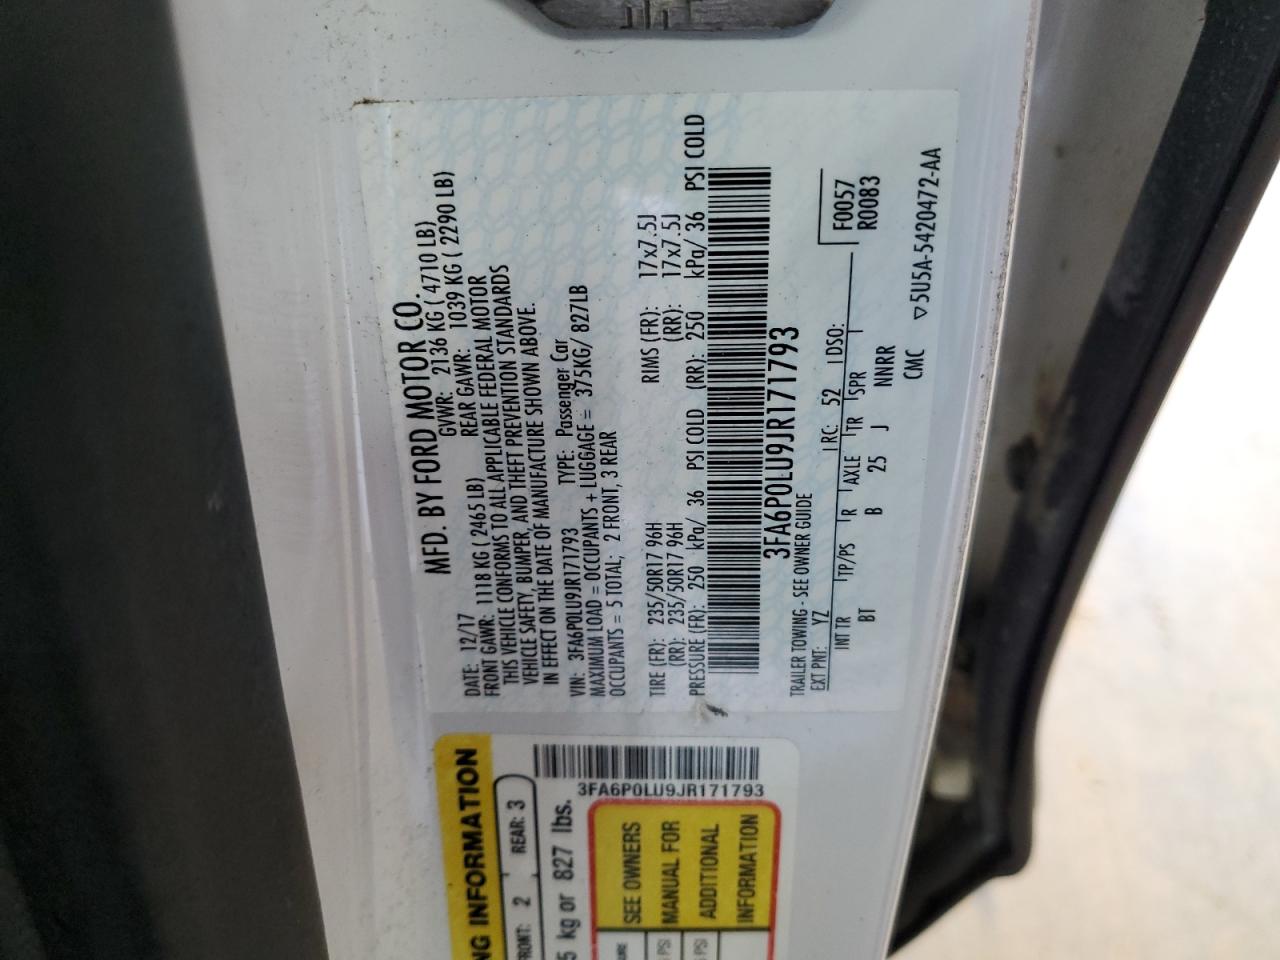 MFD. BY FORD MOTOR CO.
DATE: 12/17 GVWR: 2136 KG ( 4710 LB)
FRONT GAWR: 1118 KG ( 2465 LB) REAR GAWR: 1039 KG ( 2290 LB)
THIS VEHICLE CONFORMS TO ALL APPLICABLE FEDERAL MOTOR
VEHICLE SAFETY, BUMPER, AND THEFT PREVENTION STANDARDS
IN EFFECT ON THE DATE OF MANUFACTURE SHOWN ABOVE.
VIN: 3FA6P0LU9JR171793 TYPE: Passenger Car
MAXIMUM LOAD = OCCUPANTS + LUGGAGE = 375KG/ 827LB
OCCUPANTS = 5 TOTAL; 2 FRONT, 3 REAR
TIRE (FR): 235/50R17 96H RIMS (FR): 17x7.5J
(RR): 235/50R17 96H (RR): 17x7.5J
PRESSURE (FR): 250 kPa/ 36 PSI COLD (RR): 250 kPa/ 36 PSI COLD
3FA6P0LU9JR171793
TRAILER TOWING - SEE OWNER GUIDE
EXT PNT: YZ RC: 52 DSO: F0057
R0083
INT TR TP/PS R AXLE TR SPR
BT B 25 J NNRR
CMC ▽5U5A-5420472-AA
NG INFORMATION
FRONT: 2 REAR: 3
5 kg or 827 lbs.
3FA6P0LU9JR171793
SEE OWNERS
MANUAL FOR
ADDITIONAL
INFORMATION
PSI
PSI